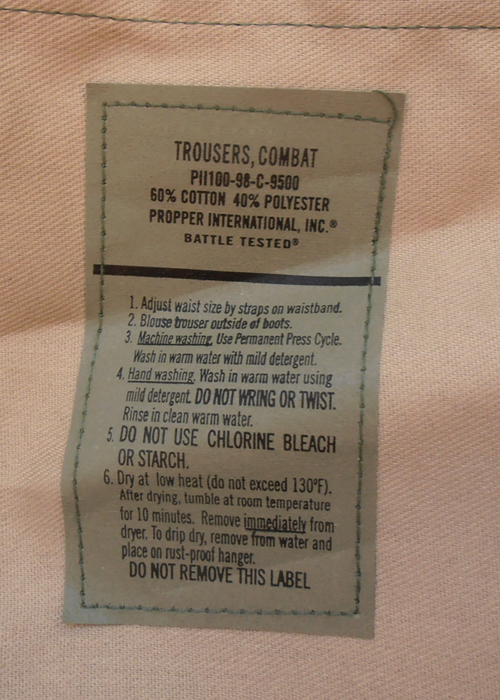 TROUSERS, COMBAT
PII100-98-C-9500
60% COTTON 40% POLYESTER
PROPPER INTERNATIONAL, INC.®
BATTLE TESTED®
1. Adjust waist size by straps on waistband.
2. Blouse trouser outside of boots.
3. Machine washing, Use Permanent Press Cycle.
Wash in warm water with mild detergent.
4. Hand washing. Wash in warm water using
mild detergent. DO NOT WRING OR TWIST.
Rinse in clean warm water.
5. DO NOT USE CHLORINE BLEACH
OR STARCH.
6. Dry at low heat (do not exceed 130°F).
After drying, tumble at room temperature
for 10 minutes. Remove immediately from
dryer. To drip dry, remove from water and
place on rust-proof hanger.
DO NOT REMOVE THIS LABEL